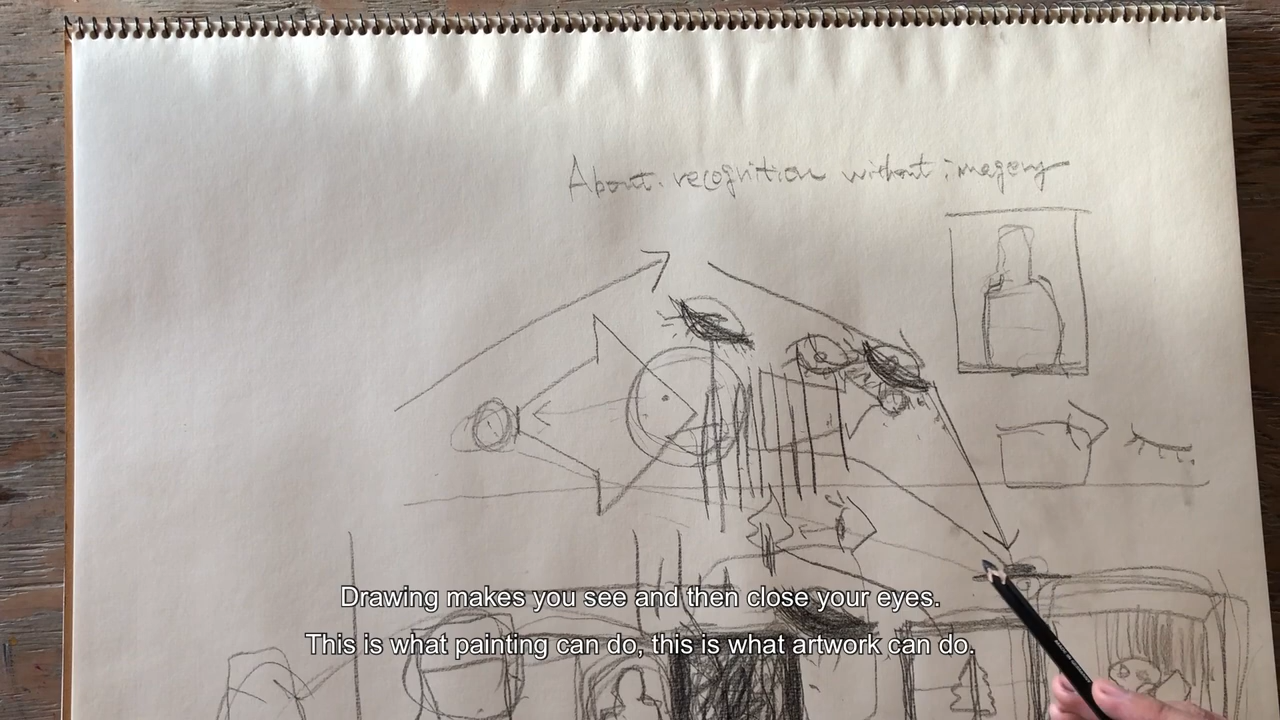 About recognition without imagery
Drawing makes you see and then close your eyes.
This is what painting can do, this is what artwork can do.